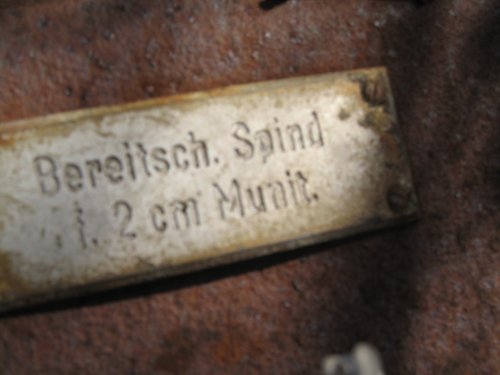 Bereitsch. Spind
f. 2 cm Munit.